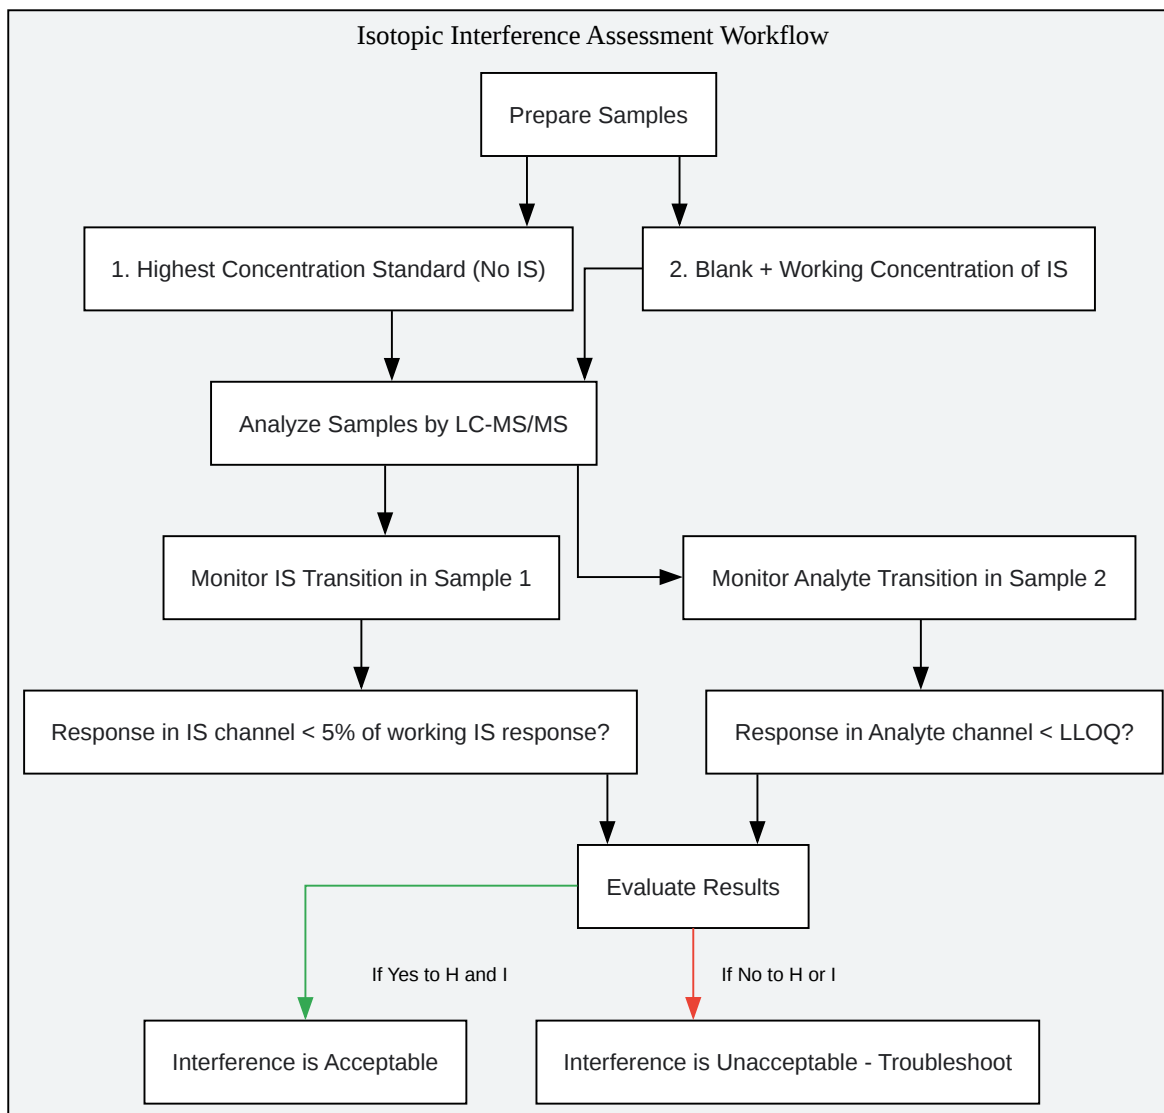 Isotopic Interference Assessment Workflow
Prepare Samples
1. Highest Concentration Standard (No IS)
2. Blank + Working Concentration of IS
Analyze Samples by LC-MS/MS
Monitor IS Transition in Sample 1
Monitor Analyte Transition in Sample 2
Response in IS channel < 5% of working IS response?
Response in Analyte channel < LLOQ?
Evaluate Results
If Yes to H and I
If No to H or I
Interference is Acceptable
Interference is Unacceptable - Troubleshoot